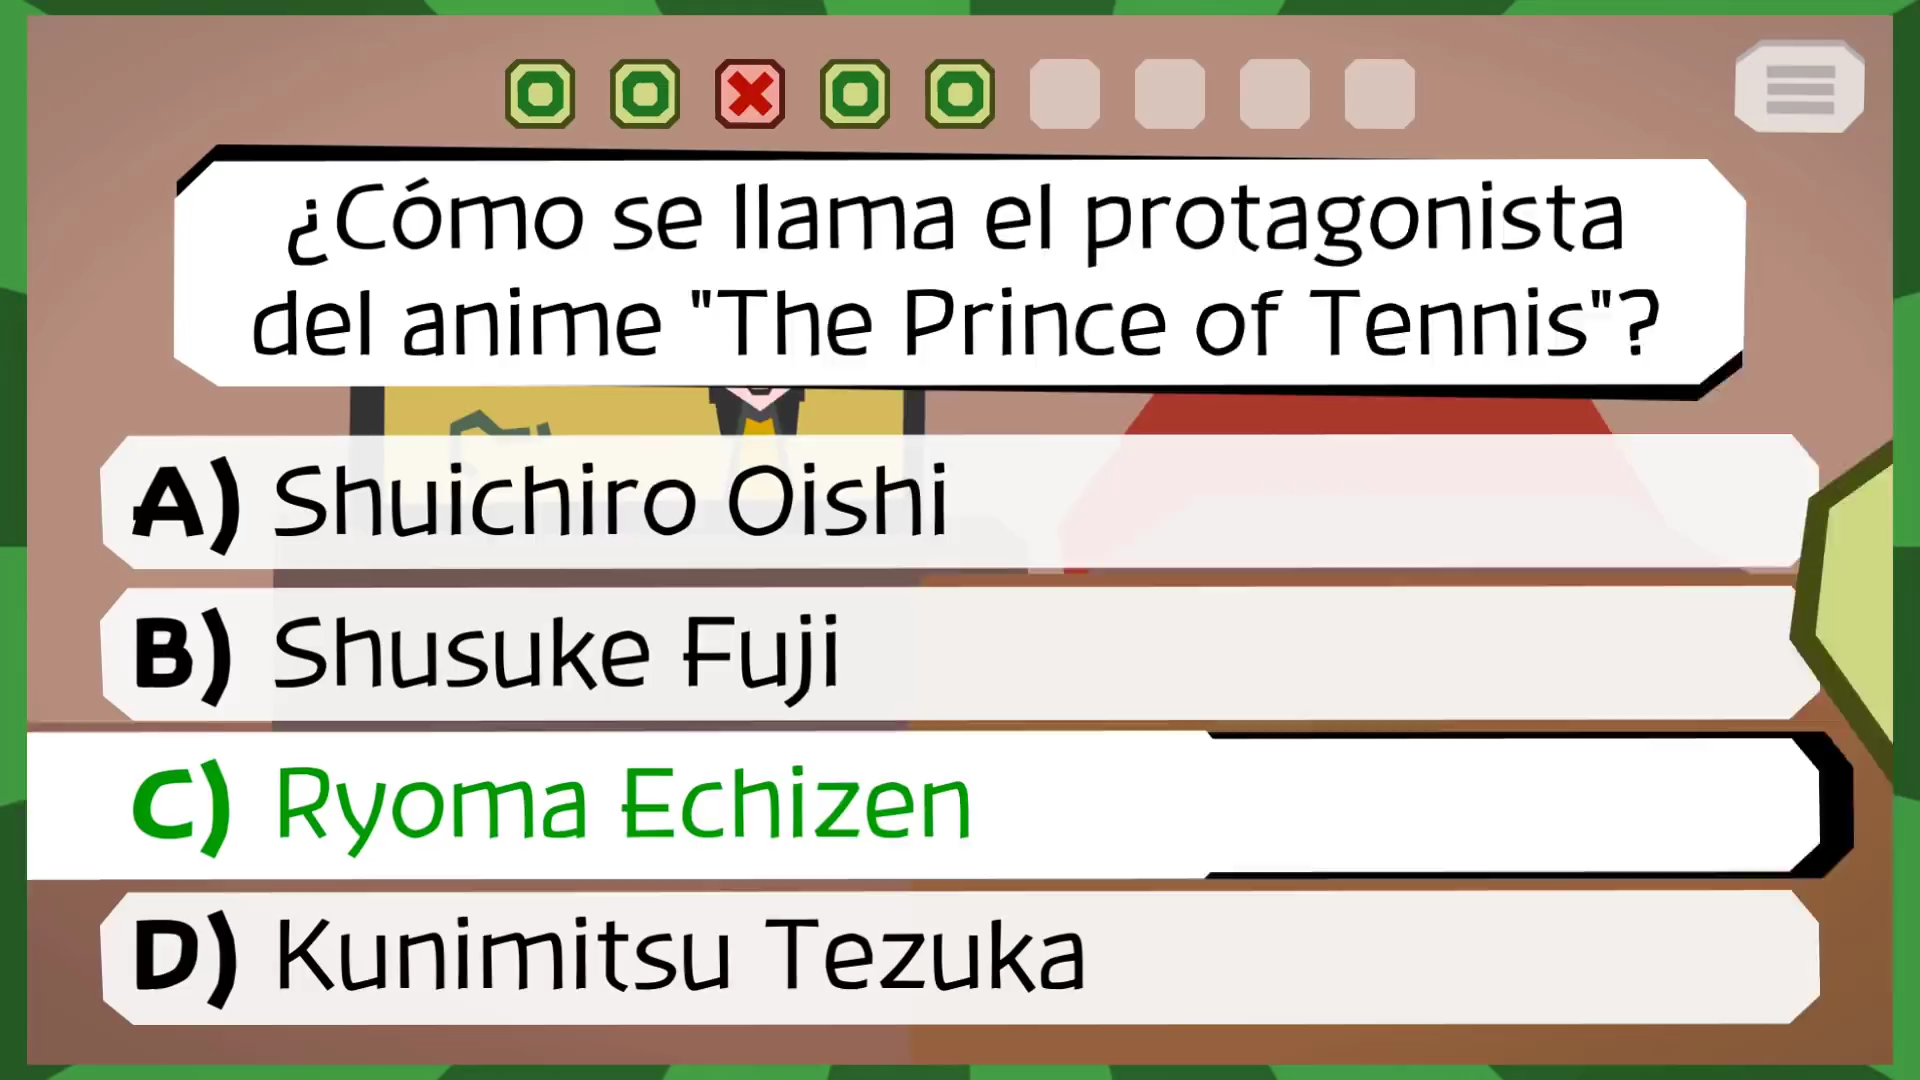 ¿Cómo se llama el protagonista
del anime "The Prince of Tennis"?
A) Shuichiro Oishi
B) Shusuke Fuji
C) Ryoma Echizen
D) Kunimitsu Tezuka